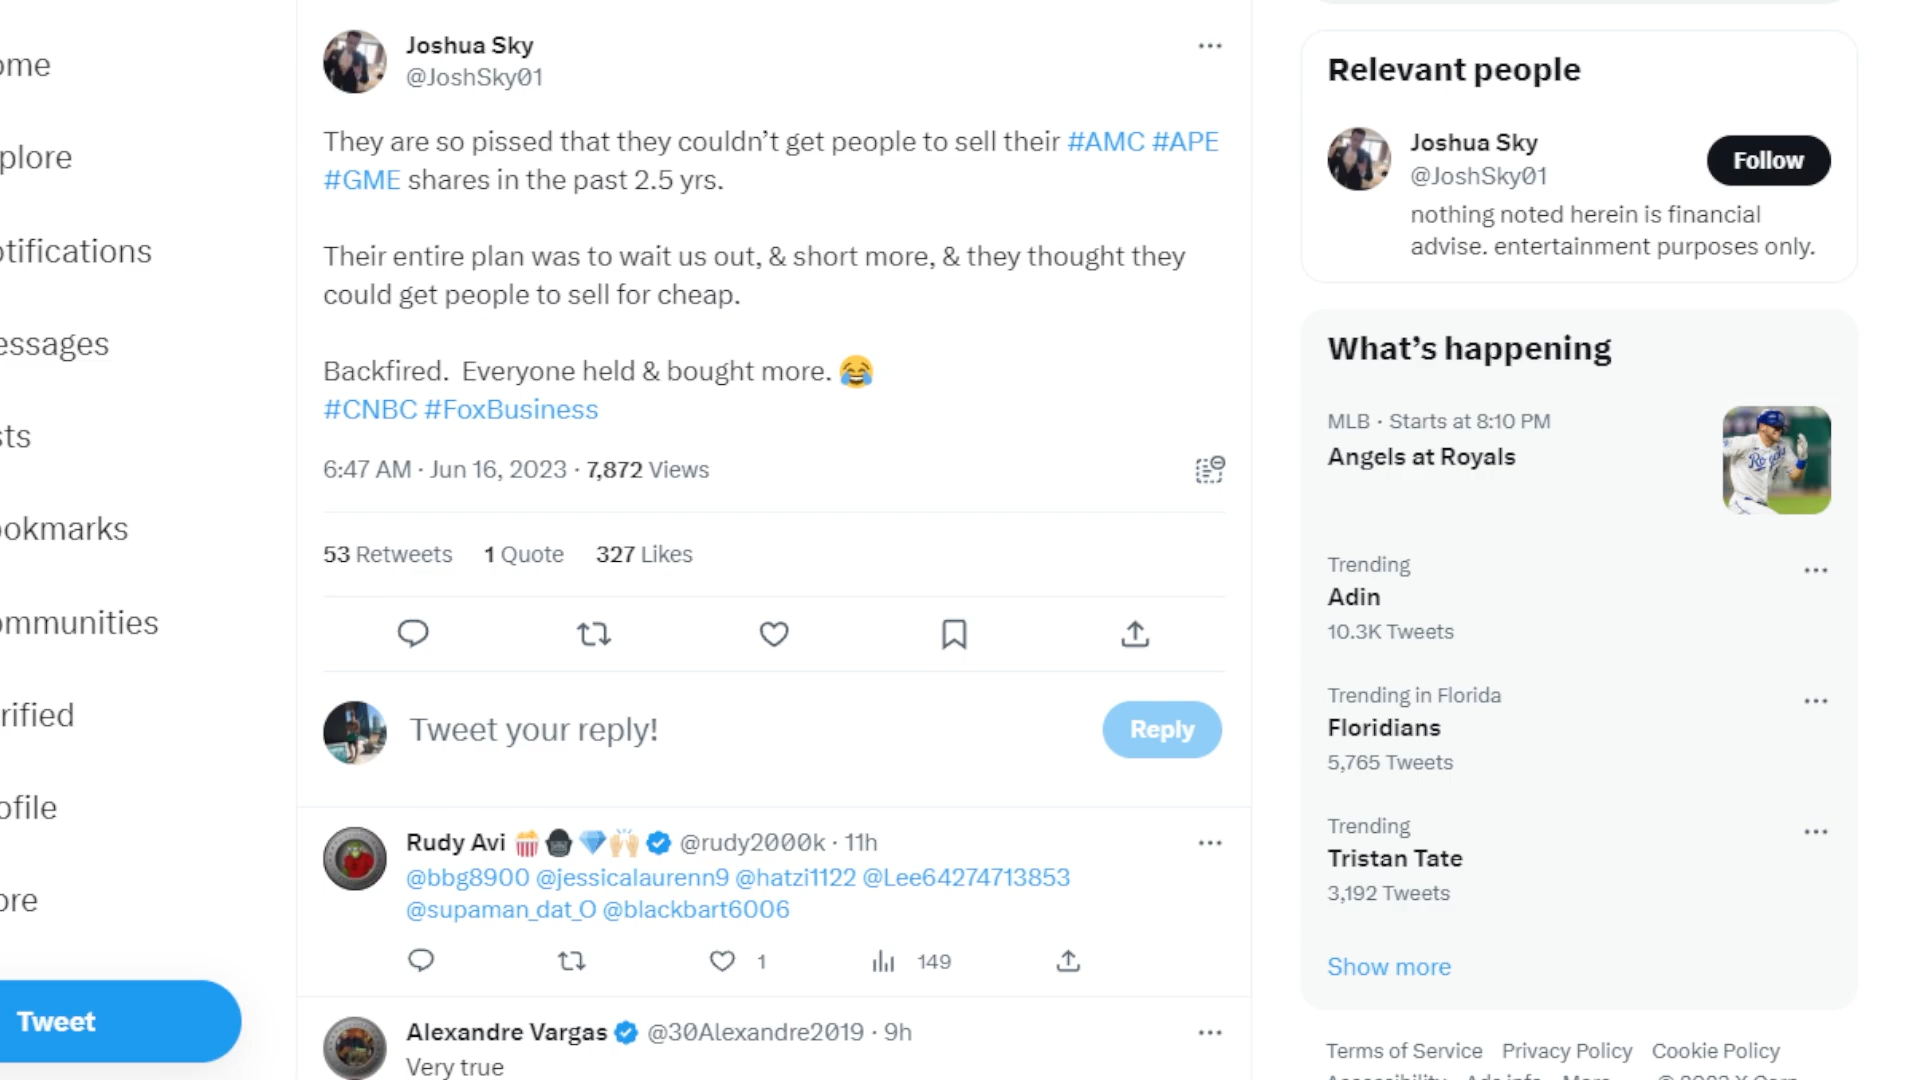 ome
plore
otifications
essages
sts
ookmarks
ommunities
rified
ofile
ore
Tweet
Joshua Sky
@JoshSky01
They are so pissed that they couldn't get people to sell their #AMC #APE
#GME shares in the past 2.5 yrs.
Their entire plan was to wait us out, & short more, & they thought they
could get people to sell for cheap.
Backfired. Everyone held & bought more. 😂
#CNBC #FoxBusiness
6:47 AM · Jun 16, 2023 · 7,872 Views
53 Retweets 1 Quote 327 Likes
Tweet your reply!
Reply
Rudy Avi 🍿🦍💎🙌🏻 @rudy2000k · 11h
@bbg8900 @jessicalaurenn9 @hatzi1122 @Lee64274713853
@supaman_dat_O @blackbart6006
1 149
Alexandre Vargas @30Alexandre2019 · 9h
Very true
Relevant people
Joshua Sky
@JoshSky01
Follow
nothing noted herein is financial
advise. entertainment purposes only.
What's happening
MLB · Starts at 8:10 PM
Angels at Royals
Trending
Adin
10.3K Tweets
Trending in Florida
Floridians
5,765 Tweets
Trending
Tristan Tate
3,192 Tweets
Show more
Terms of Service Privacy Policy Cookie Policy
Accessibility Ads info More © 2023 X Corp.